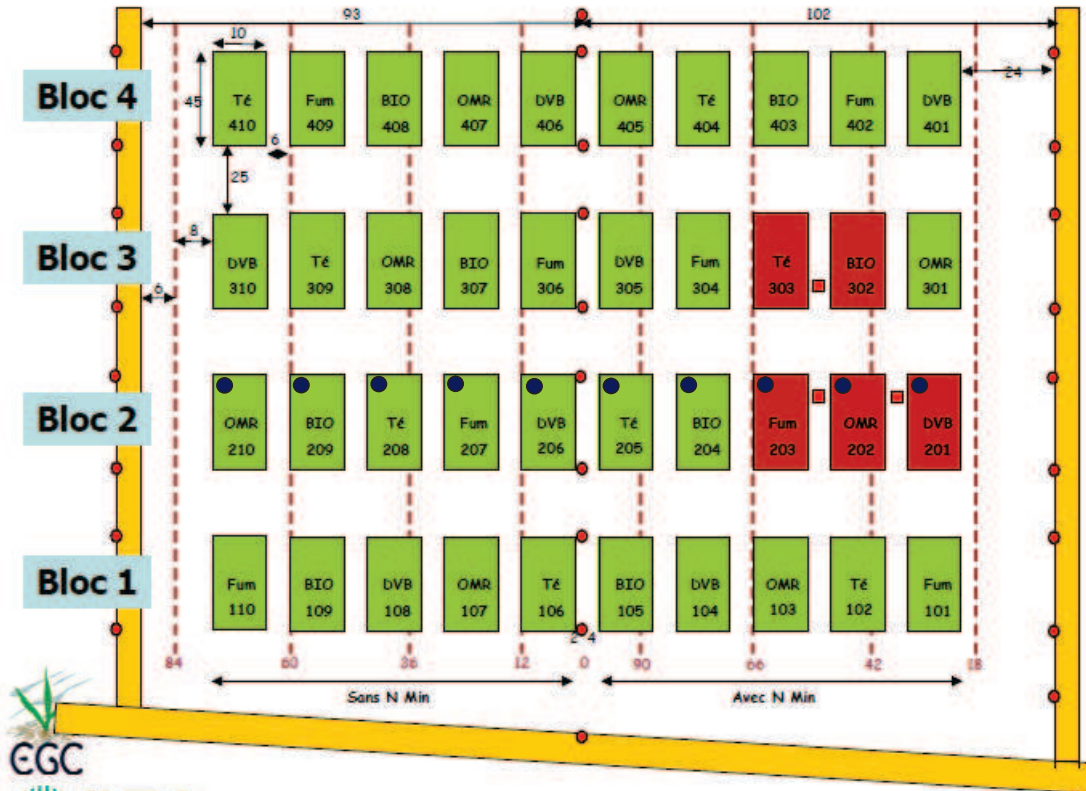 93 102
10 24
Bloc 4 45
Té 410 Fum 409 BIO 408 OMR 407 DVB 406 OMR 405 Té 404 BIO 403 Fum 402 DVB 401
6
25
8
Bloc 3
DVB 310 Té 309 OMR 308 BIO 307 Fum 306 DVB 305 Fum 304 Té 303 BIO 302 OMR 301
6
Bloc 2
OMR 210 BIO 209 Té 208 Fum 207 DVB 206 Té 205 BIO 204 Fum 203 OMR 202 DVB 201
Bloc 1
Fum 110 BIO 109 DVB 108 OMR 107 Té 106 BIO 105 DVB 104 OMR 103 Té 102 Fum 101
2 4
84 60 36 12 0 90 66 42 18
Sans N Min Avec N Min
EGC